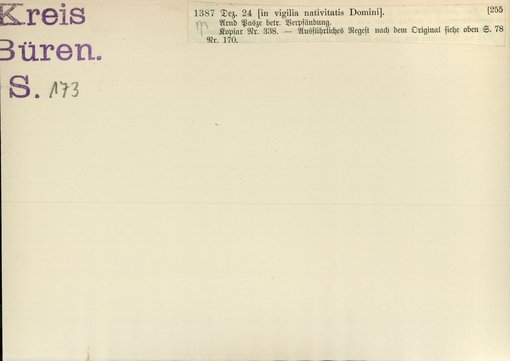 Kreis
Büren.
S. 173
1387 Dez. 24 [in vigilia nativitatis Domini]. [255
Arnd Pasze betr. Verpfändung.
Kopiar Nr. 338. — Ausführliches Regest nach dem Original siehe oben S. 78
Nr. 170.